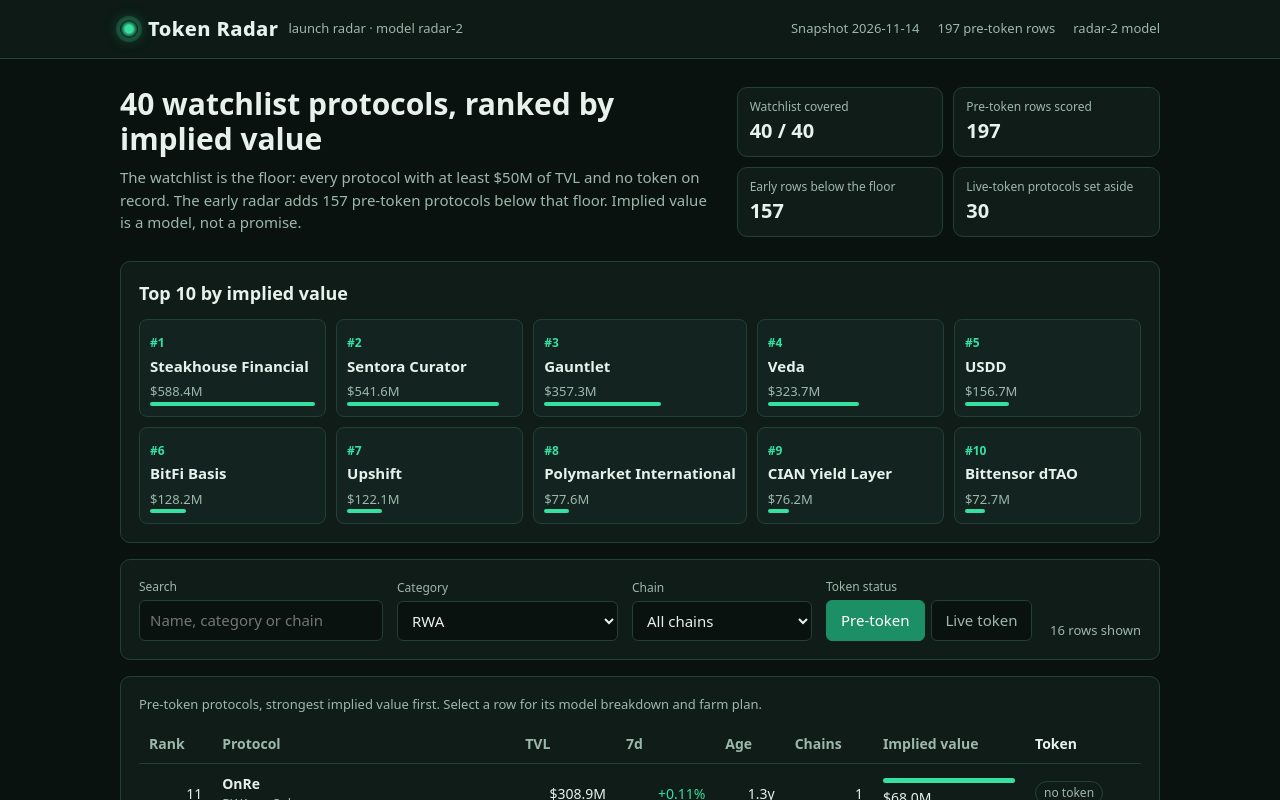 Token Radar launch radar · model radar-2
Snapshot 2026-11-14 197 pre-token rows radar-2 model
40 watchlist protocols, ranked by
implied value
The watchlist is the floor: every protocol with at least $50M of TVL and no token on
record. The early radar adds 157 pre-token protocols below that floor. Implied value
is a model, not a promise.
Watchlist covered
40 / 40
Pre-token rows scored
197
Early rows below the floor
157
Live-token protocols set aside
30
Top 10 by implied value
#1
Steakhouse Financial
$588.4M
#2
Sentora Curator
$541.6M
#3
Gauntlet
$357.3M
#4
Veda
$323.7M
#5
USDD
$156.7M
#6
BitFi Basis
$128.2M
#7
Upshift
$122.1M
#8
Polymarket International
$77.6M
#9
CIAN Yield Layer
$76.2M
#10
Bittensor dTAO
$72.7M
Search
Name, category or chain
Category
RWA
Chain
All chains
Token status
Pre-token Live token
16 rows shown
Pre-token protocols, strongest implied value first. Select a row for its model breakdown and farm plan.
Rank Protocol TVL 7d Age Chains Implied value Token
11 OnRe $308.9M +0.11% 1.3y 1 $68.0M no token